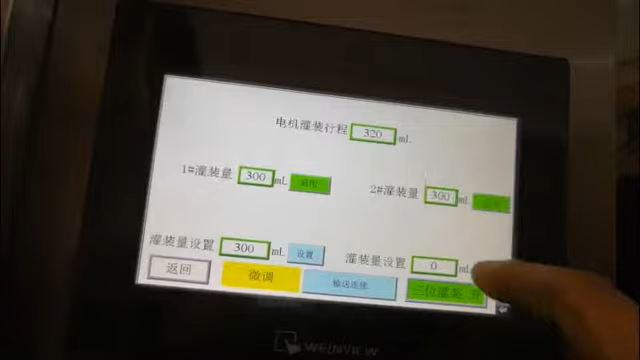 电机灌装行程 320 mL
1#灌装量 300 mL
2#灌装量 300 mL
灌装量设置 300 mL 设置
灌装量设置 0 mL
返回 微调 输送连续
WEINVIEW